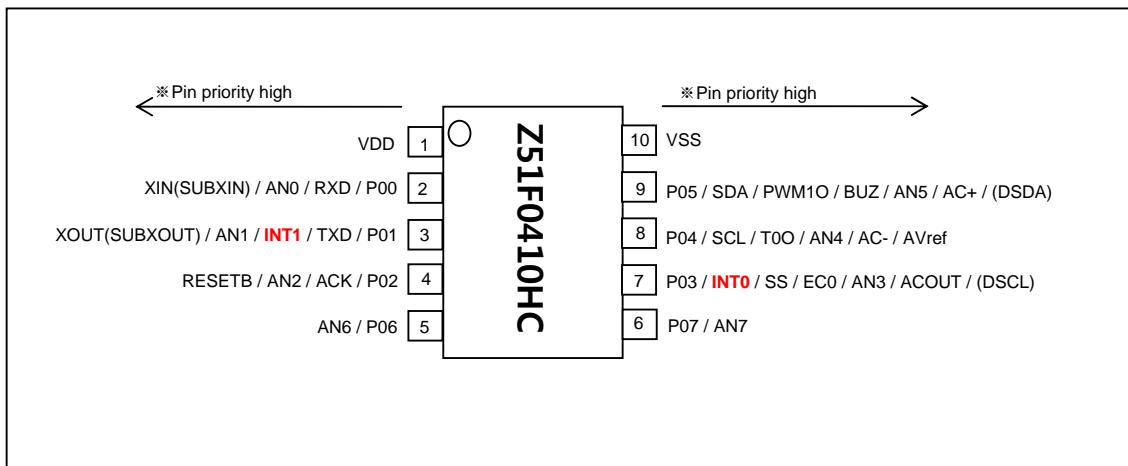 ※Pin priority high
※Pin priority high
VDD 1
10 VSS
XIN(SUBXIN) / AN0 / RXD / P00 2
9 P05 / SDA / PWM1O / BUZ / AN5 / AC+ / (DSDA)
XOUT(SUBXOUT) / AN1 / INT1 / TXD / P01 3
8 P04 / SCL / T0O / AN4 / AC- / AVref
RESETB / AN2 / ACK / P02 4
7 P03 / INT0 / SS / EC0 / AN3 / ACOUT / (DSCL)
AN6 / P06 5
6 P07 / AN7
Z51F0410HC